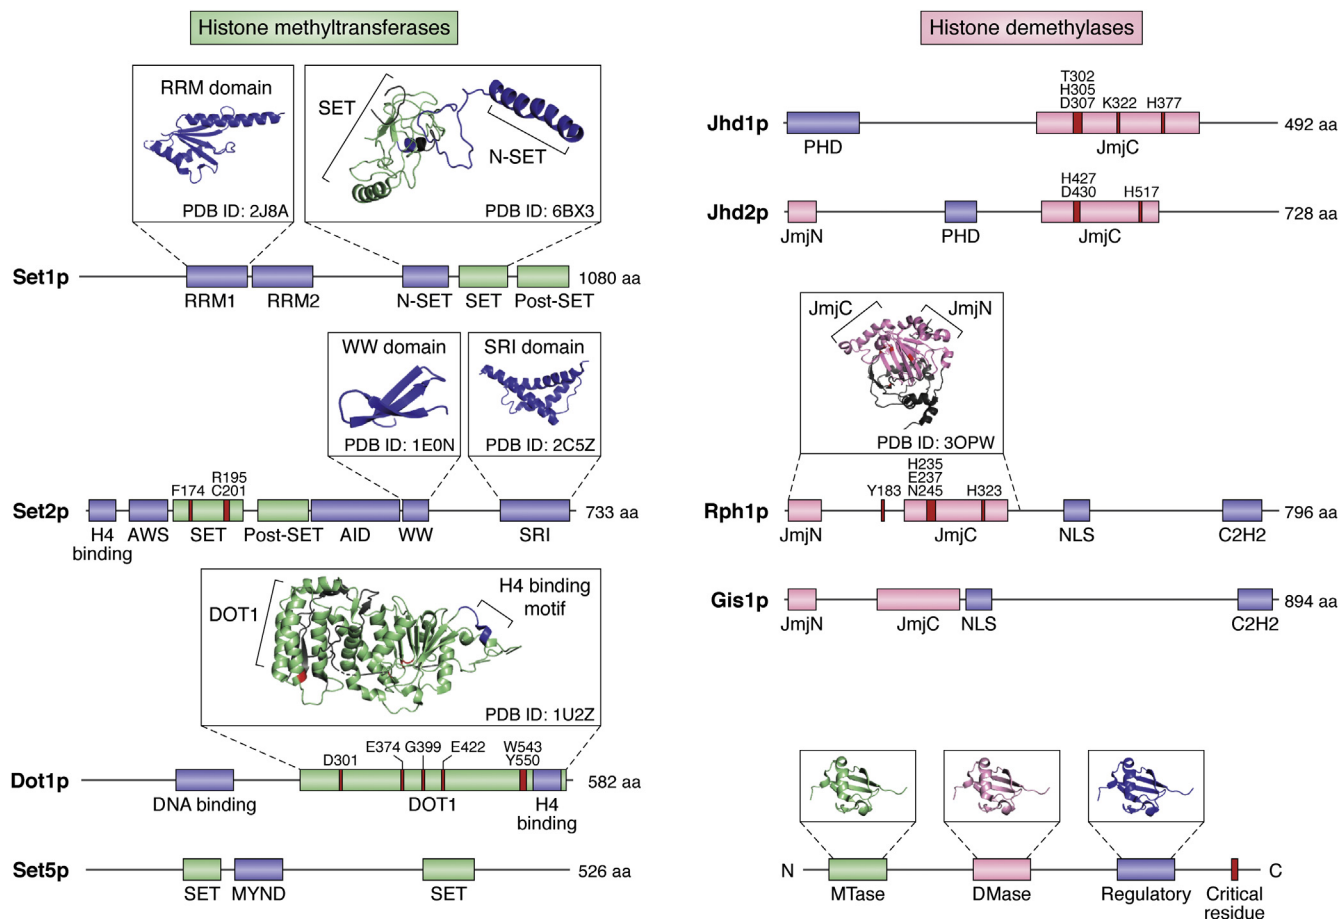 Histone methyltransferases
RRM domain
PDB ID: 2J8A
SET
N-SET
PDB ID: 6BX3
Set1p
1080 aa
RRM1
RRM2
N-SET
SET
Post-SET
WW domain
PDB ID: 1E0N
SRI domain
PDB ID: 2C5Z
F174
R195
C201
Set2p
733 aa
H4
binding
AWS
SET
Post-SET
AID
WW
SRI
DOT1
H4 binding
motif
PDB ID: 1U2Z
D301
E374
G399
E422
W543
Y550
Dot1p
582 aa
DNA binding
DOT1
H4
binding
Set5p
526 aa
SET
MYND
SET
Histone demethylases
T302
H305
D307
K322
H377
Jhd1p
492 aa
PHD
JmjC
H427
D430
H517
Jhd2p
728 aa
JmjN
PHD
JmjC
JmjC
JmjN
PDB ID: 3OPW
Y183
H235
E237
N245
H323
Rph1p
796 aa
JmjN
JmjC
NLS
C2H2
Gis1p
894 aa
JmjN
JmjC
NLS
C2H2
N
C
MTase
DMase
Regulatory
Critical
residue